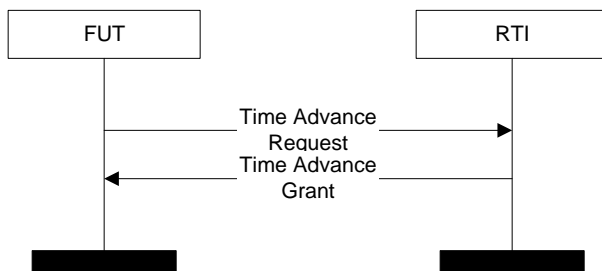 FUT
RTI
Time Advance
Request
Time Advance
Grant